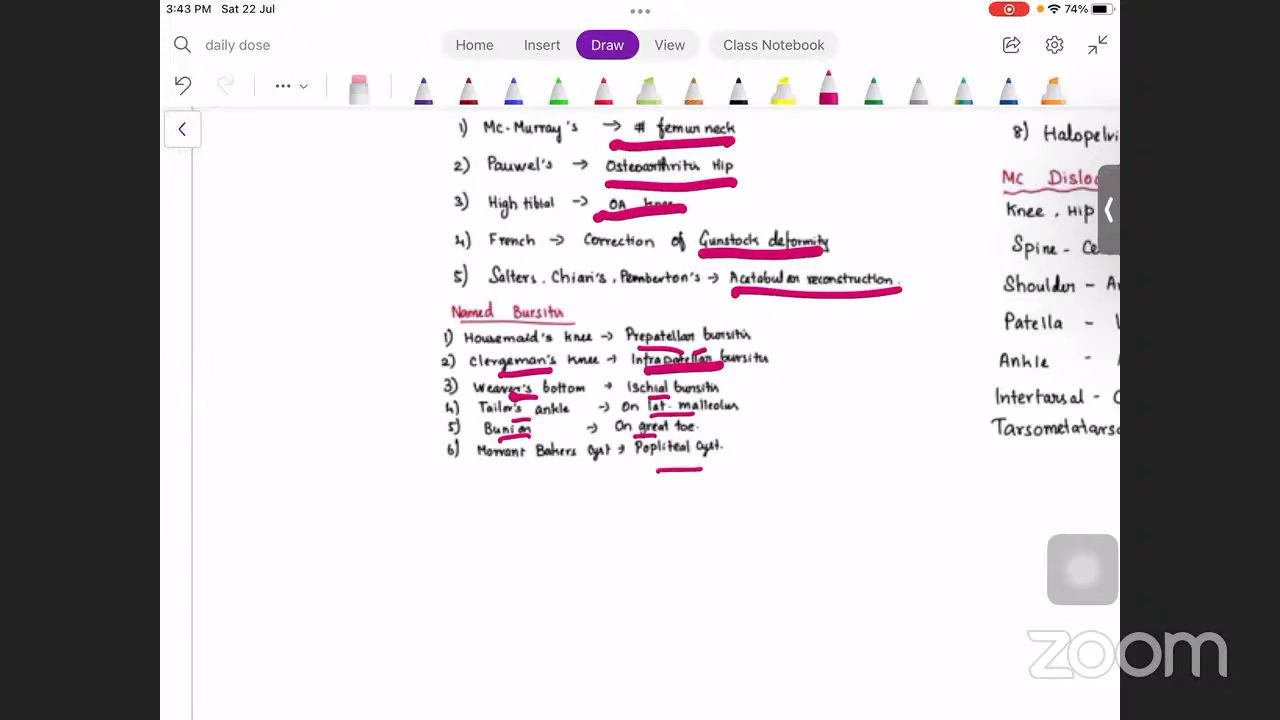 3:43 PM Sat 22 Jul
74%
daily dose
Home Insert Draw View Class Notebook
1) Mc-Murray's → # femur neck
2) Pauwel's → Osteoarthritis Hip
3) High tibial → OA knee
4) French → Correction of Gunstock deformity
5) Salters, Chiari's, Pemberton's → Acetabular reconstruction.
Named Bursitis
1) Housemaid's knee → Prepatellar bursitis
2) Clergeman's knee → Infrapatellar bursitis
3) Weaver's bottom → Ischial bursitis
4) Tailor's ankle → On lat. malleolus
5) Bunion → On great toe.
6) Morrant Bakers cyst → Popliteal cyst.
8) Halopelvi
Mc Disloc
Knee, Hip
Spine - Ce
Shoulder - A
Patella -
Ankle -
Intertarsal -
Tarsometatarsa
zoom